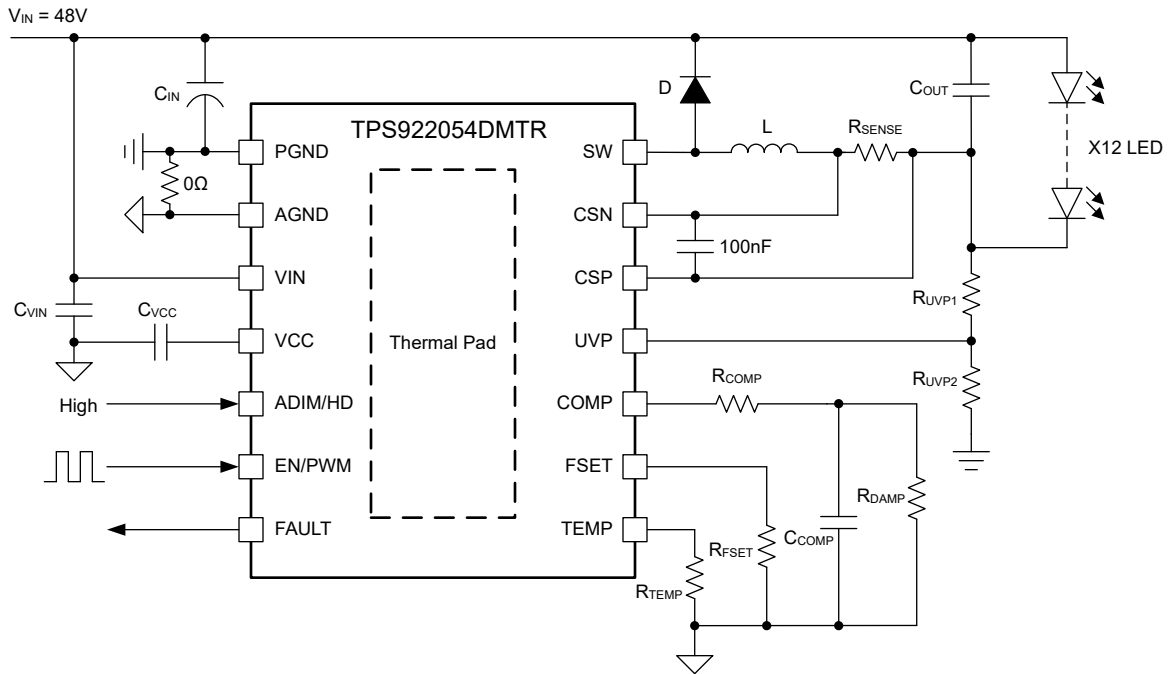 VIN = 48V
CIN
D
COUT
TPS922054DMTR
L
RSENSE
X12 LED
PGND
SW
0Ω
AGND
CSN
100nF
VIN
CSP
RUVP1
CVIN
CVCC
VCC
Thermal Pad
UVP
RUVP2
RCOMP
High
ADIM/HD
COMP
EN/PWM
FSET
RDAMP
FAULT
TEMP
RFSET
CCOMP
RTEMP